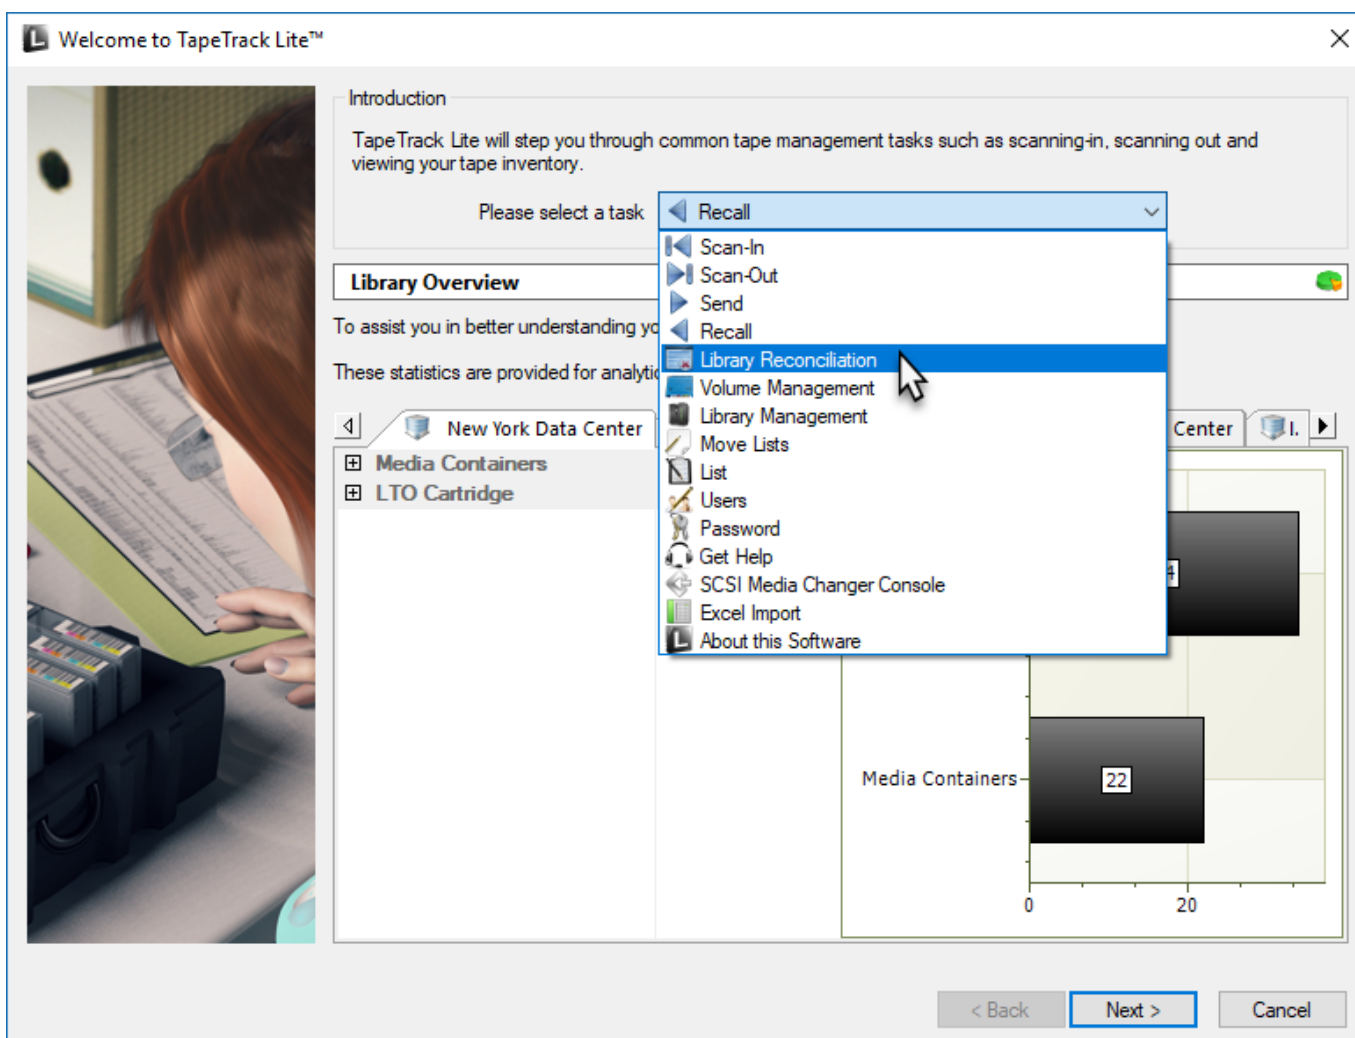 Welcome to TapeTrack Lite™
Introduction
TapeTrack Lite will step you through common tape management tasks such as scanning-in, scanning out and
viewing your tape inventory.
Please select a task
Recall
Scan-In
Scan-Out
Send
Recall
Library Reconciliation
Volume Management
Library Management
Move Lists
List
Users
Password
Get Help
SCSI Media Changer Console
Excel Import
About this Software
Library Overview
To assist you in better understanding
These statistics are provided for
New York Data Center
Center
Media Containers
LTO Cartridge
Media Containers
22
0
20
< Back
Next >
Cancel